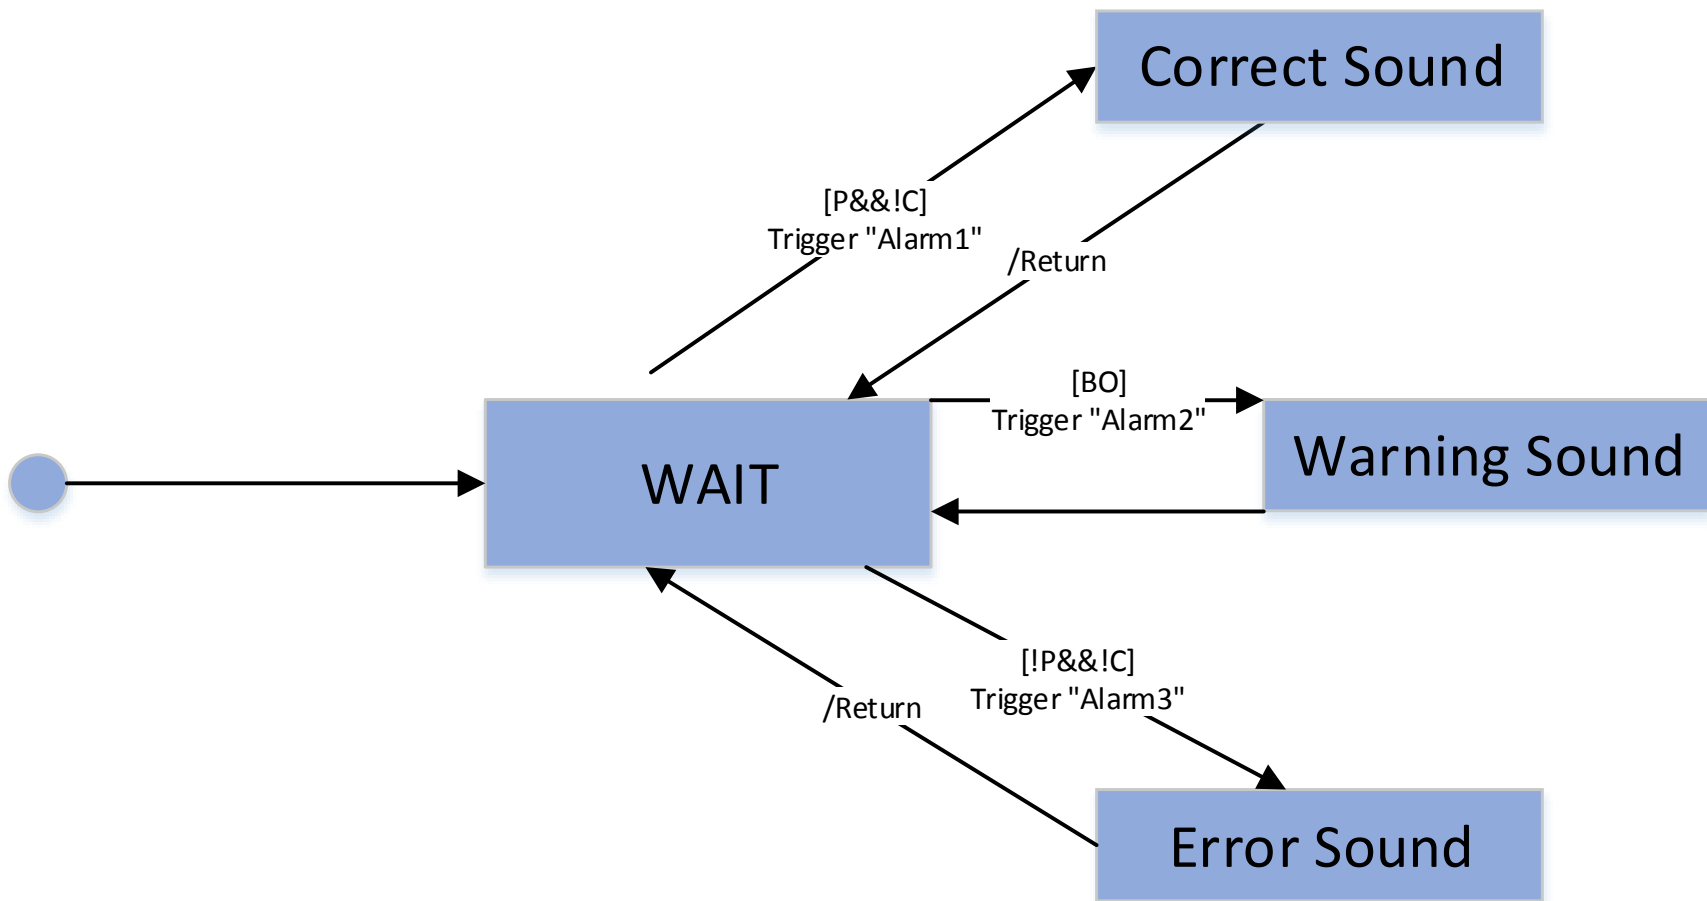 Correct Sound
[P&&!C]
Trigger "Alarm1"
/Return
[BO]
Trigger "Alarm2"
Warning Sound
WAIT
[!P&&!C]
Trigger "Alarm3"
/Return
Error Sound